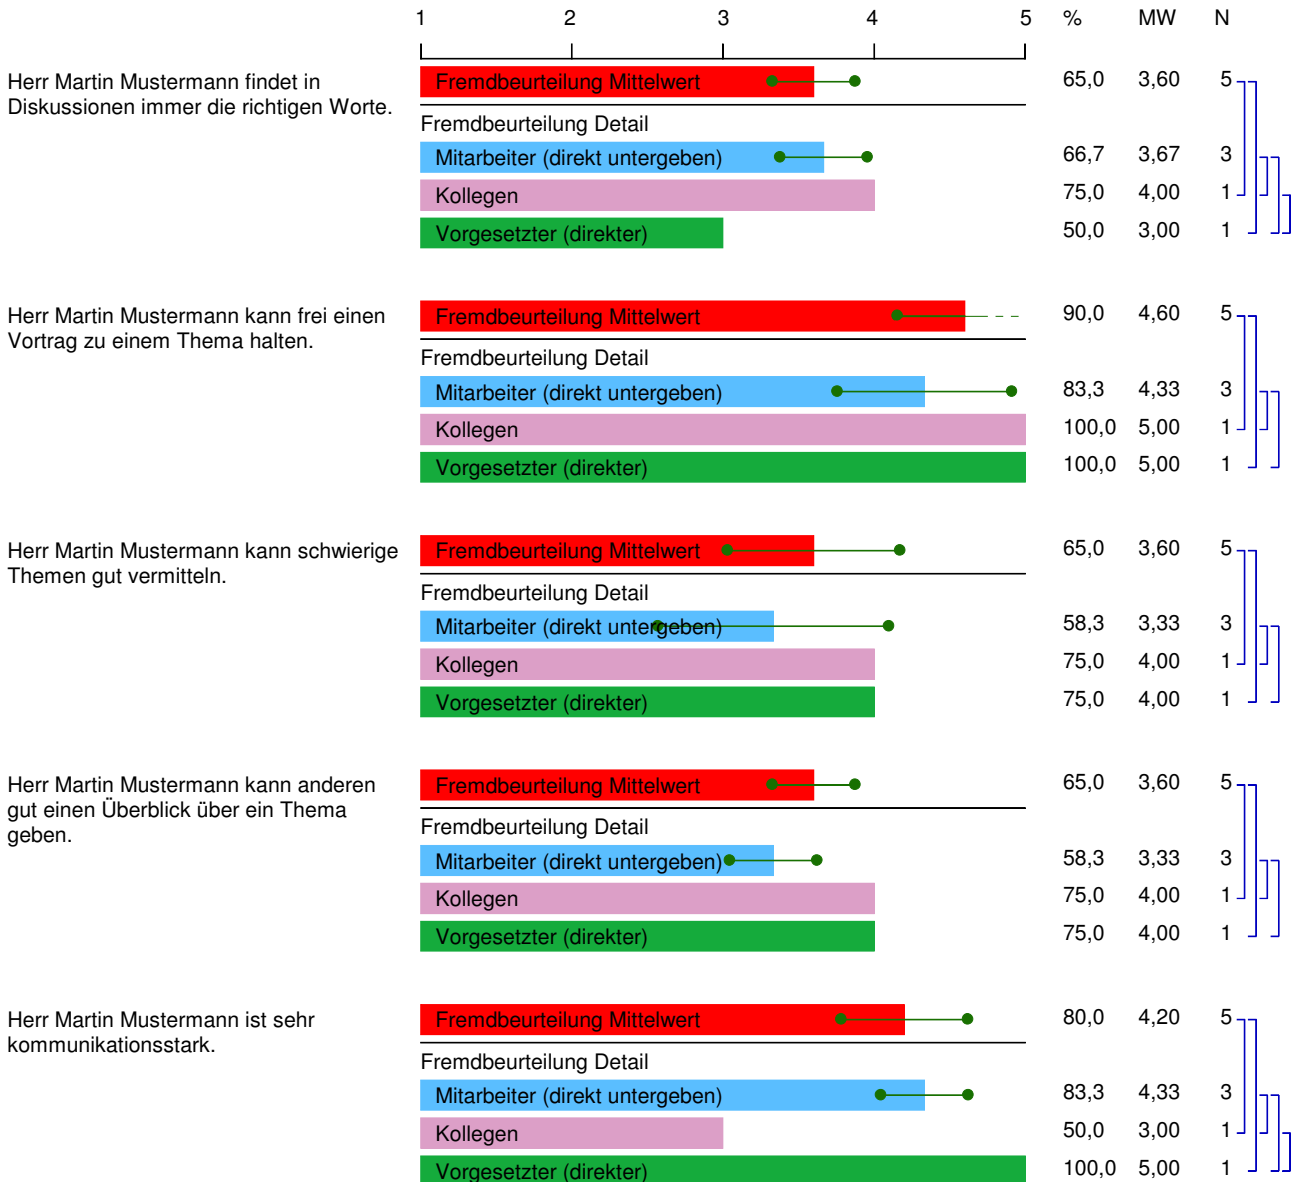 1 2 3 4 5 % MW N
Herr Martin Mustermann findet in
Diskussionen immer die richtigen Worte.
Fremdbeurteilung Mittelwert 65,0 3,60 5
Fremdbeurteilung Detail
Mitarbeiter (direkt untergeben) 66,7 3,67 3
Kollegen 75,0 4,00 1
Vorgesetzter (direkter) 50,0 3,00 1
Herr Martin Mustermann kann frei einen
Vortrag zu einem Thema halten.
Fremdbeurteilung Mittelwert 90,0 4,60 5
Fremdbeurteilung Detail
Mitarbeiter (direkt untergeben) 83,3 4,33 3
Kollegen 100,0 5,00 1
Vorgesetzter (direkter) 100,0 5,00 1
Herr Martin Mustermann kann schwierige
Themen gut vermitteln.
Fremdbeurteilung Mittelwert 65,0 3,60 5
Fremdbeurteilung Detail
Mitarbeiter (direkt untergeben) 58,3 3,33 3
Kollegen 75,0 4,00 1
Vorgesetzter (direkter) 75,0 4,00 1
Herr Martin Mustermann kann anderen
gut einen Überblick über ein Thema
geben.
Fremdbeurteilung Mittelwert 65,0 3,60 5
Fremdbeurteilung Detail
Mitarbeiter (direkt untergeben) 58,3 3,33 3
Kollegen 75,0 4,00 1
Vorgesetzter (direkter) 75,0 4,00 1
Herr Martin Mustermann ist sehr
kommunikationsstark.
Fremdbeurteilung Mittelwert 80,0 4,20 5
Fremdbeurteilung Detail
Mitarbeiter (direkt untergeben) 83,3 4,33 3
Kollegen 50,0 3,00 1
Vorgesetzter (direkter) 100,0 5,00 1